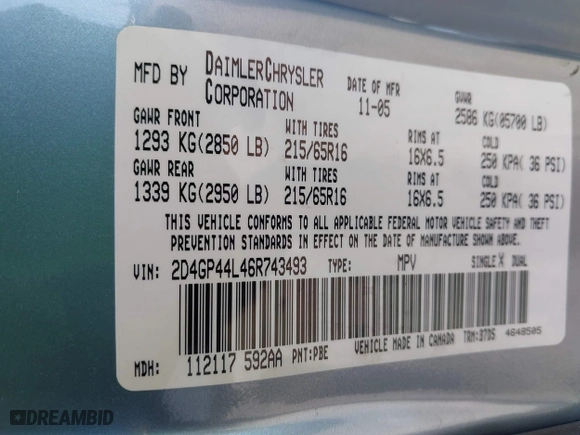 MFD BY DAIMLERCHRYSLER CORPORATION DATE OF MFR 11-05 GVWR 2586 KG(05700 LB)
GAWR FRONT WITH TIRES RIMS AT COLD
1293 KG(2850 LB) 215/65R16 16X6.5 250 KPA( 36 PSI)
GAWR REAR WITH TIRES RIMS AT COLD
1339 KG(2950 LB) 215/65R16 16X6.5 250 KPA( 36 PSI)
THIS VEHICLE CONFORMS TO ALL APPLICABLE FEDERAL MOTOR VEHICLE SAFETY AND THEFT
PREVENTION STANDARDS IN EFFECT ON THE DATE OF MANUFACTURE SHOWN ABOVE.
VIN: 2D4GP44L46R743493 TYPE: MPV SINGLE X DUAL
VEHICLE MADE IN CANADA TRM:B7D5 4648505
MDH: 112117 592AA PNT:PBE
DREAMBID